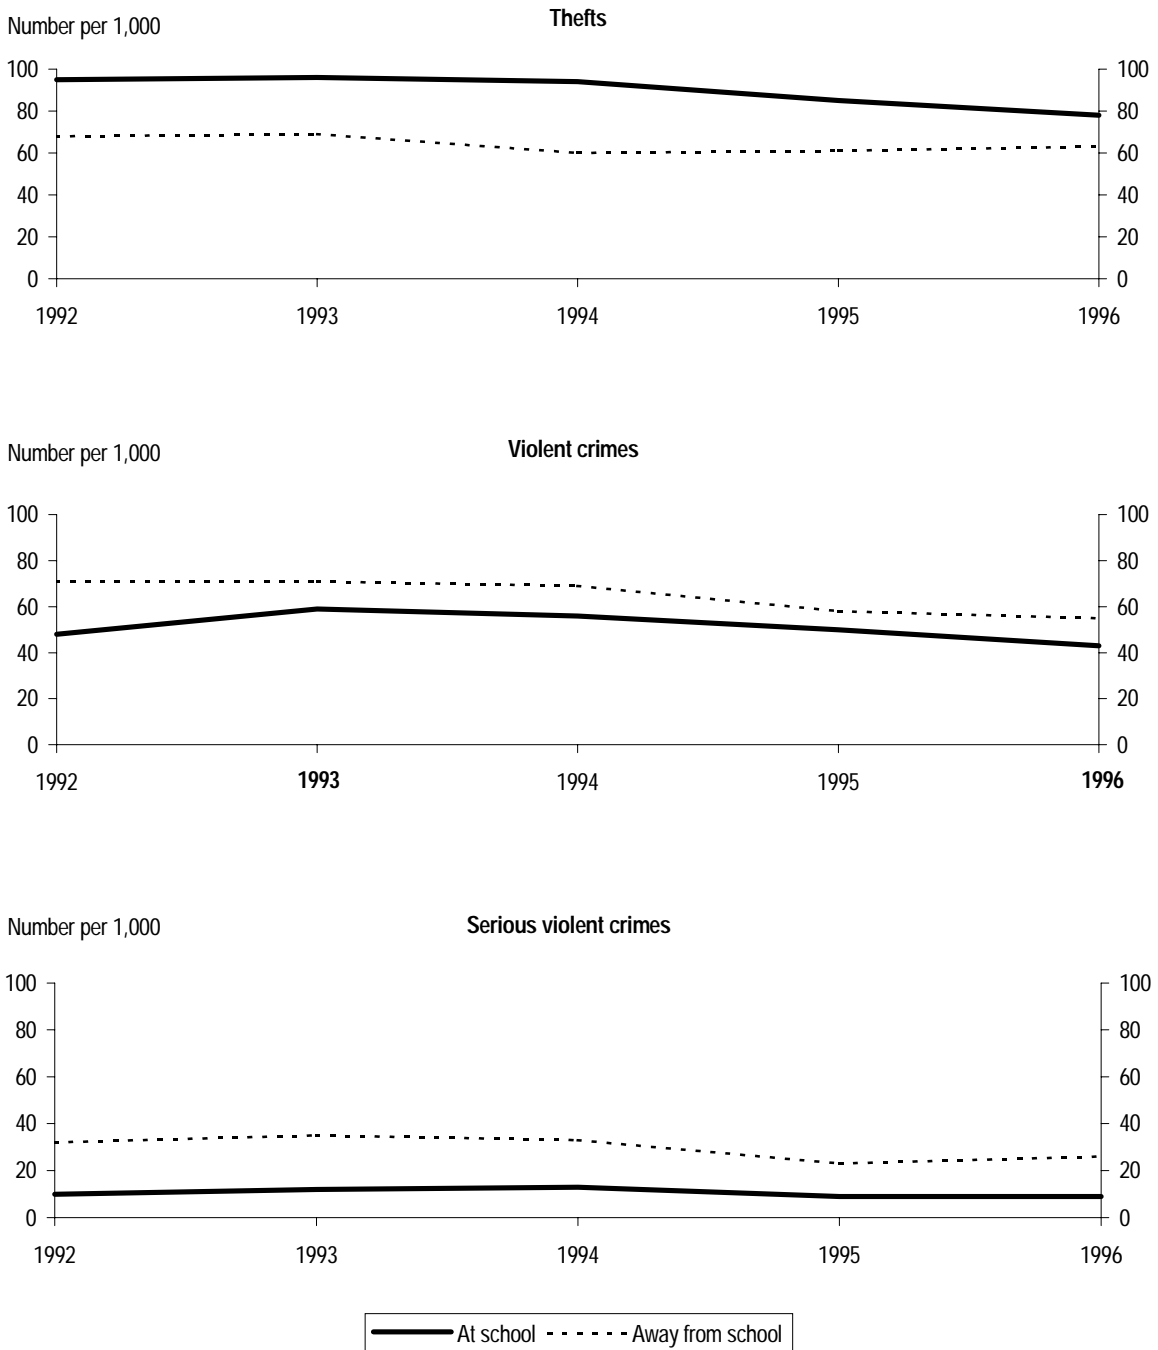 Thefts
Number per 1,000
100 100
80 80
60 60
40 40
20 20
0 0
1992 1993 1994 1995 1996
Violent crimes
Number per 1,000
100 100
80 80
60 60
40 40
20 20
0 0
1992 1993 1994 1995 1996
Serious violent crimes
Number per 1,000
100 100
80 80
60 60
40 40
20 20
0 0
1992 1993 1994 1995 1996
At school Away from school